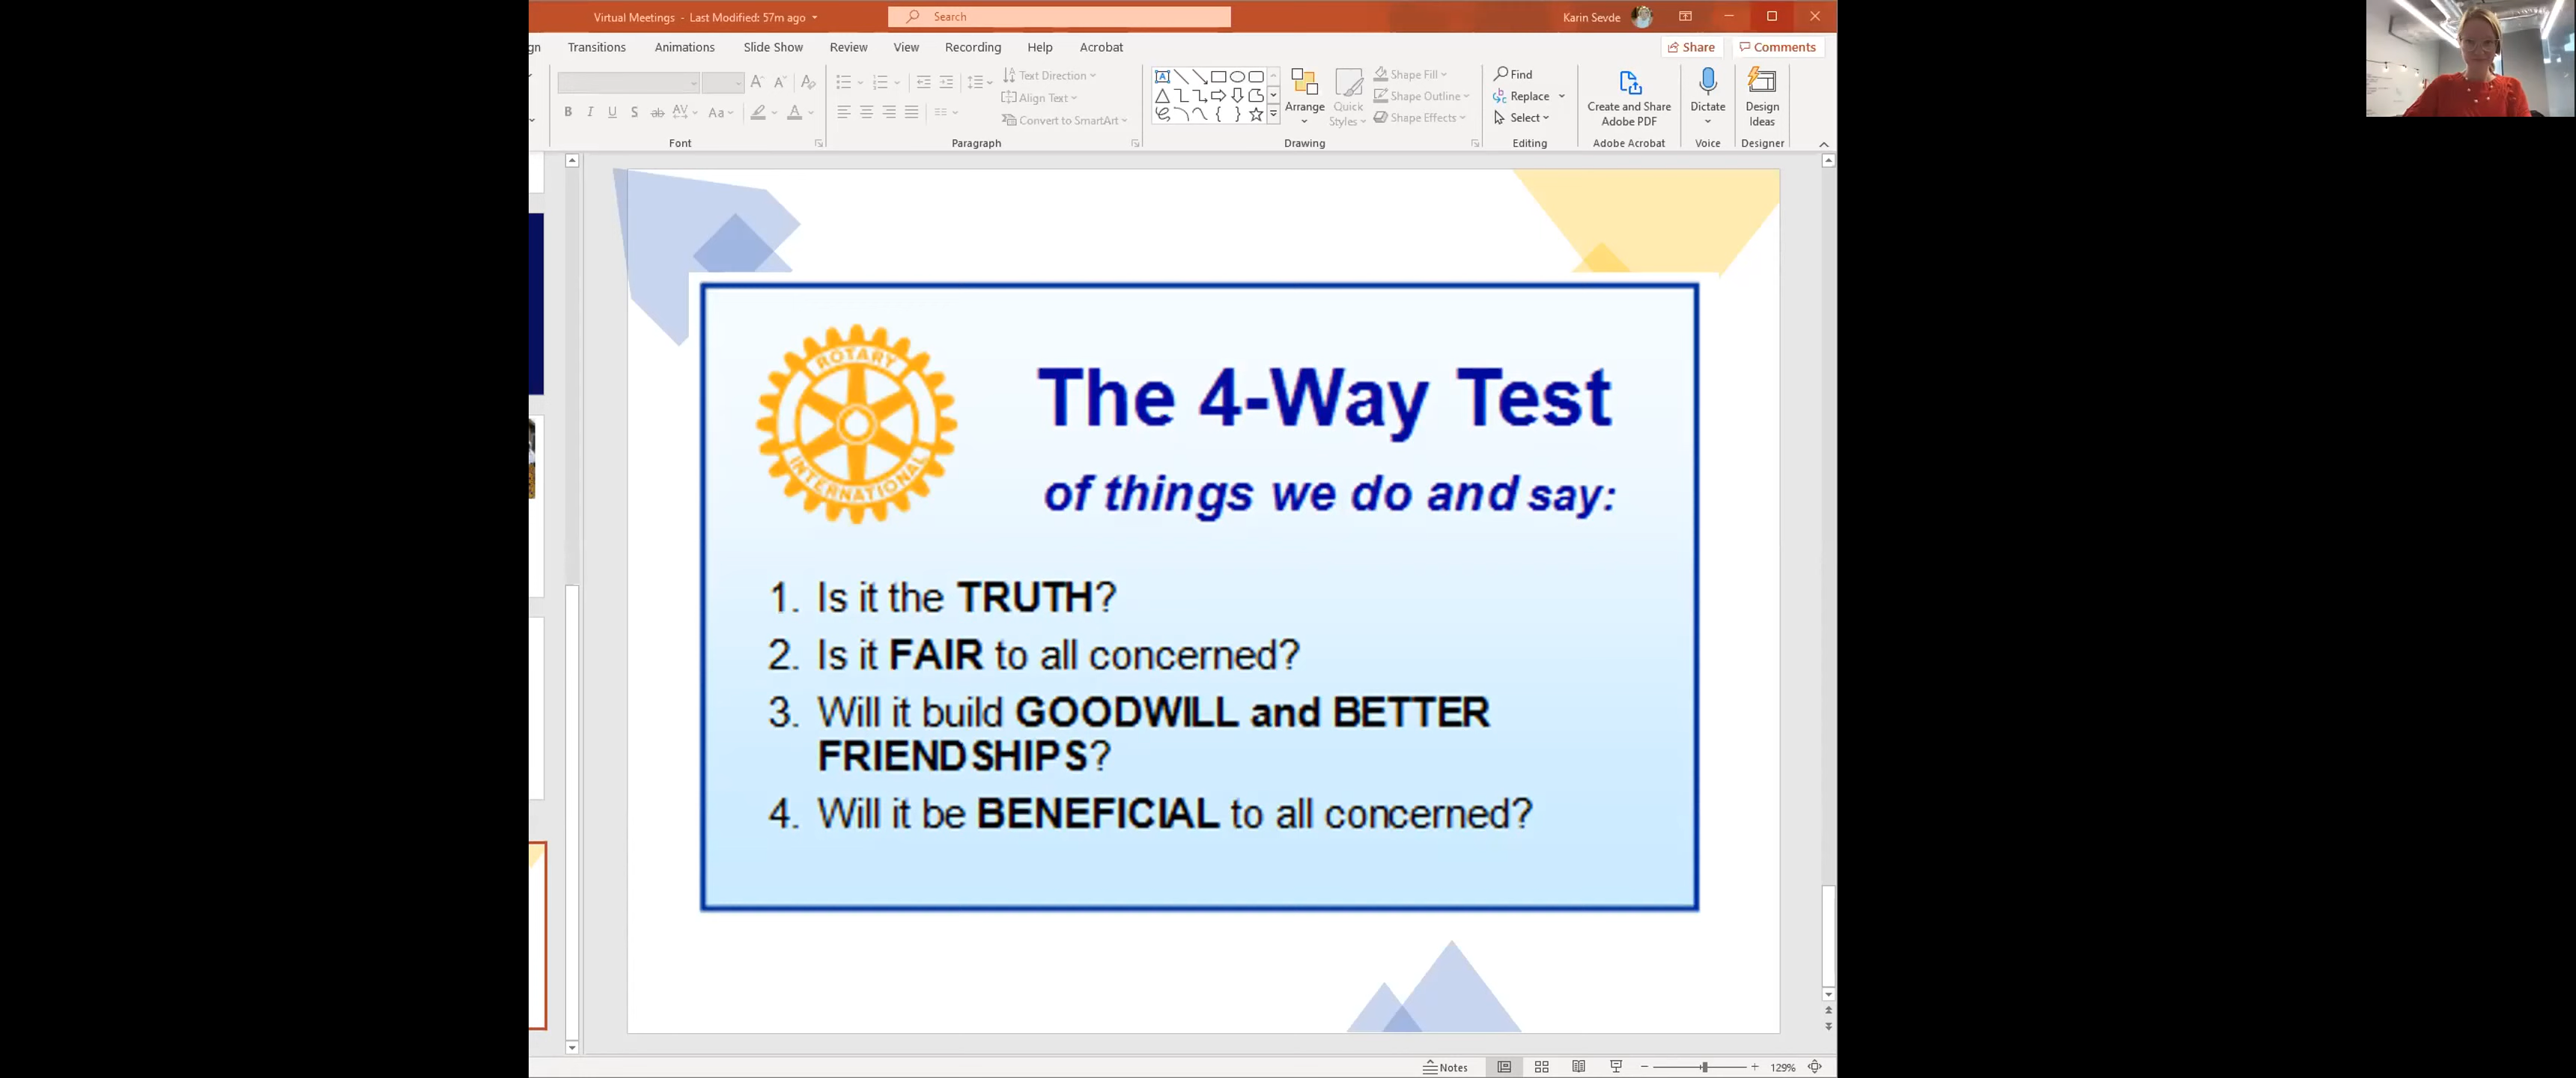 Virtual Meetings - Last Modified: 57m ago
Search
Karin Sevde
gn Transitions Animations Slide Show Review View Recording Help Acrobat
Share Comments
Text Direction
Align Text
Convert to SmartArt
B I U S ab AV Aa A
Arrange
Quick Styles
Shape Fill
Shape Outline
Shape Effects
Find
Replace
Select
Create and Share
Adobe PDF
Dictate
Design
Ideas
Font Paragraph Drawing Editing Adobe Acrobat Voice Designer
ROTARY
INTERNATIONAL
The 4-Way Test
of things we do and say:
1. Is it the TRUTH?
2. Is it FAIR to all concerned?
3. Will it build GOODWILL and BETTER
FRIENDSHIPS?
4. Will it be BENEFICIAL to all concerned?
Notes
129%